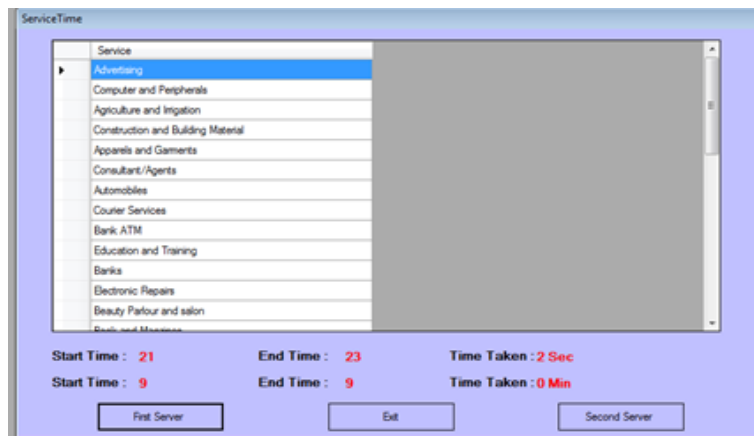 ServiceTime
Service
Advertising
Computer and Peripherals
Agriculture and Irrigation
Construction and Building Material
Apparels and Garments
Consultant/Agents
Automobiles
Courier Services
Bank ATM
Education and Training
Banks
Electronic Repairs
Beauty Parlour and salon
Start Time : 21 End Time : 23 Time Taken : 2 Sec
Start Time : 9 End Time : 9 Time Taken : 0 Min
First Server Exit Second Server